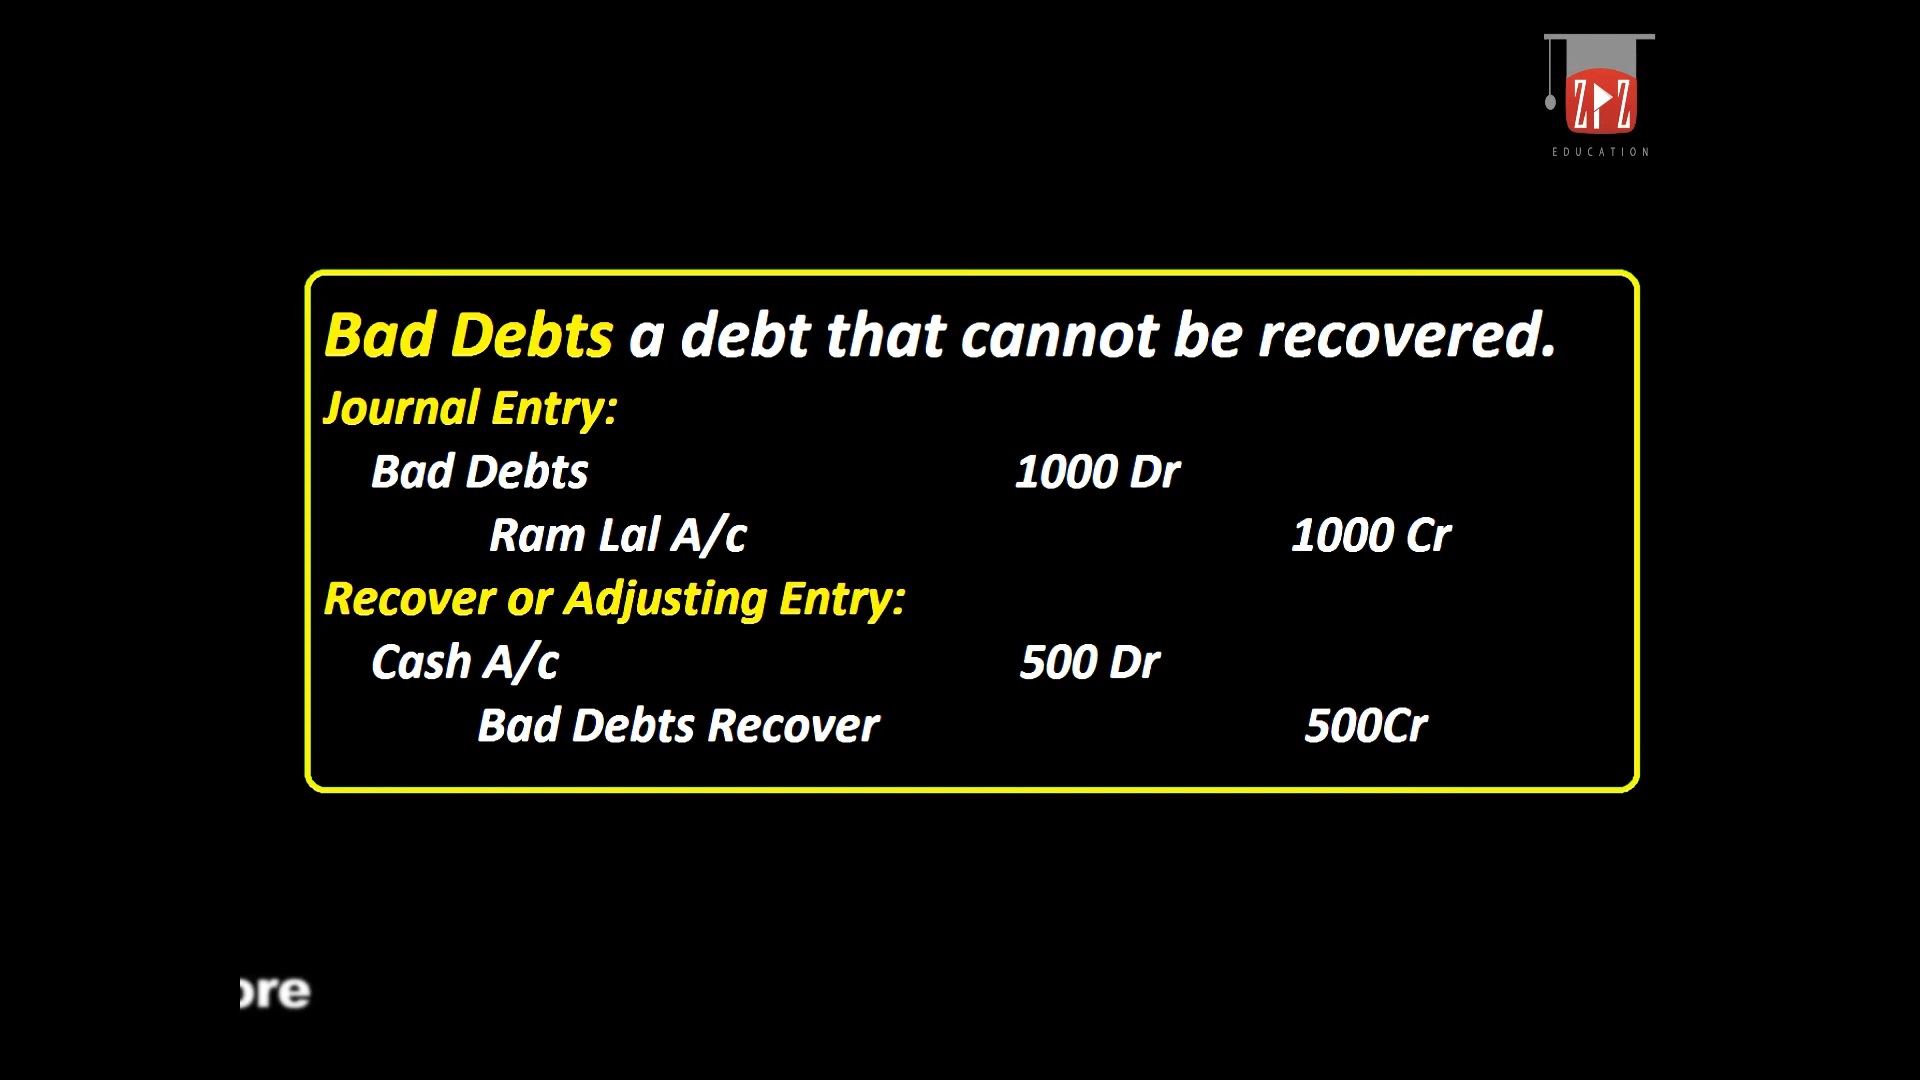 ZIZ
EDUCATION
Bad Debts a debt that cannot be recovered.
Journal Entry:
Bad Debts 1000 Dr
Ram Lal A/c 1000 Cr
Recover or Adjusting Entry:
Cash A/c 500 Dr
Bad Debts Recover 500Cr